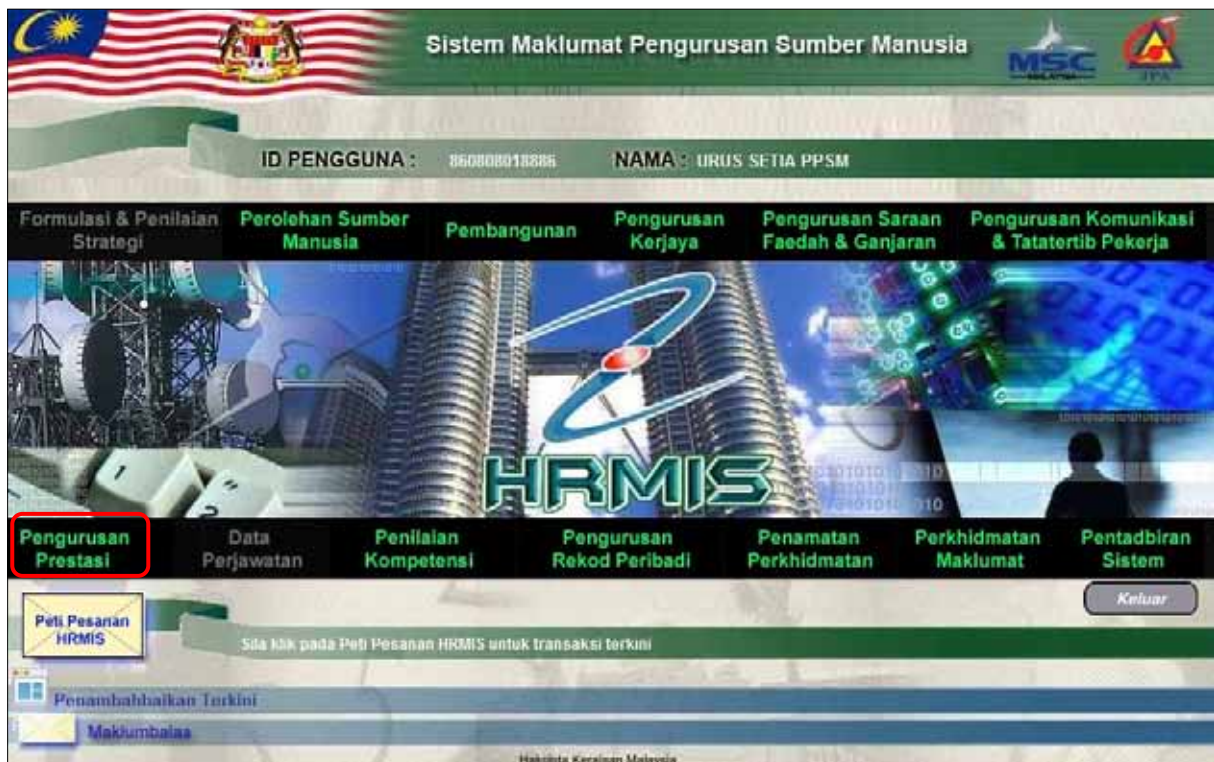 Sistem Maklumat Pengurusan Sumber Manusia
MSC
MALAYSIA
JPA
ID PENGGUNA : 860808018886 NAMA : URUS SETIA PPSM
Formulasi & Penilaian Strategi
Perolehan Sumber Manusia
Pembangunan
Pengurusan Kerjaya
Pengurusan Saraan Faedah & Ganjaran
Pengurusan Komunikasi & Tatatertib Pekerja
HRMIS
Pengurusan Prestasi
Data Perjawatan
Penilaian Kompetensi
Pengurusan Rekod Peribadi
Penamatan Perkhidmatan
Perkhidmatan Maklumat
Pentadbiran Sistem
Keluar
Peti Pesanan
HRMIS
Sila klik pada Peti Pesanan HRMIS untuk transaksi terkini
Penambahbaikan Terkini
Maklumbalas
Hakcipta Kerajaan Malaysia